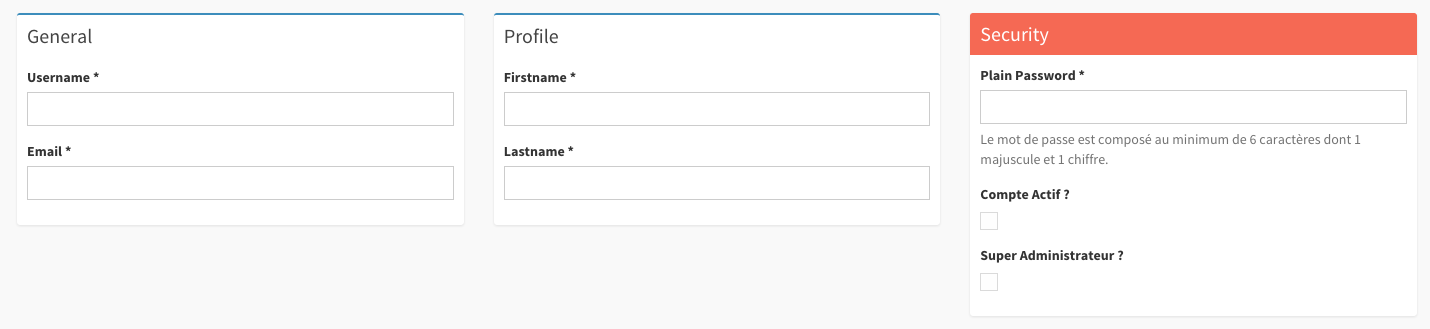 General
Username *
Email *
Profile
Firstname *
Lastname *
Security
Plain Password *
Le mot de passe est composé au minimum de 6 caractères dont 1
majuscule et 1 chiffre.
Compte Actif ?
Super Administrateur ?